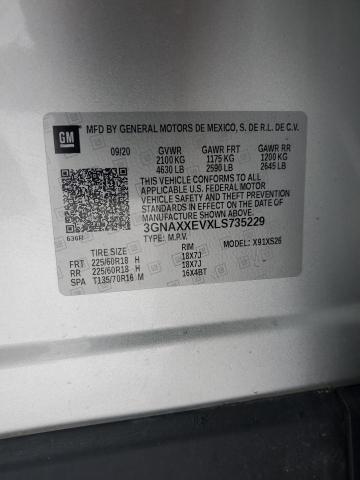 GM
MFD BY GENERAL MOTORS DE MEXICO, S. DE R.L. DE C.V.
09/20 GVWR GAWR FRT GAWR RR
2100 KG 1175 KG 1200 KG
4630 LB 2590 LB 2645 LB
THIS VEHICLE CONFORMS TO ALL APPLICABLE
U.S. FEDERAL MOTOR VEHICLE SAFETY AND
THEFT PREVENTION STANDARDS IN EFFECT ON
THE DATE OF MANUFACTURE SHOWN ABOVE.
3GNAXXEVXLS735229
TYPE: M.P.V. MODEL: X91XS26
TIRE SIZE RIM
FRT 225/60R18 H 18X7J
RR 225/60R18 H 18X7J
SPA T135/70R16 M 16X4BT